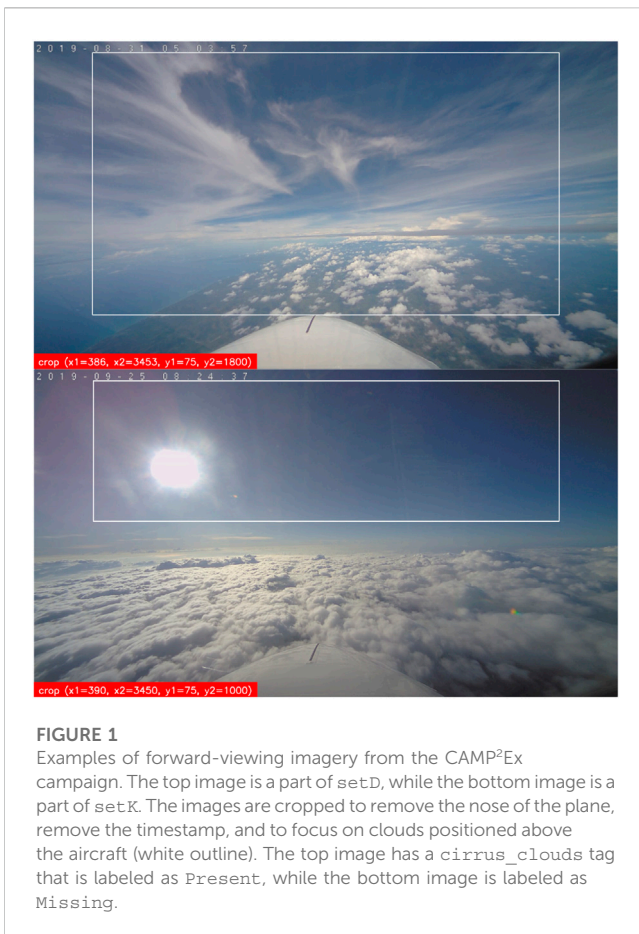 2019-08-31 05 03 57
crop (x1=386, x2=3453, y1=75, y2=1800)
2019-09-25 08 24 37
crop (x1=390, x2=3450, y1=75, y2=1000)
FIGURE 1
Examples of forward-viewing imagery from the CAMP²Ex
campaign. The top image is a part of setD, while the bottom image is a
part of setK. The images are cropped to remove the nose of the plane,
remove the timestamp, and to focus on clouds positioned above
the aircraft (white outline). The top image has a cirrus_clouds tag
that is labeled as Present, while the bottom image is labeled as
Missing.